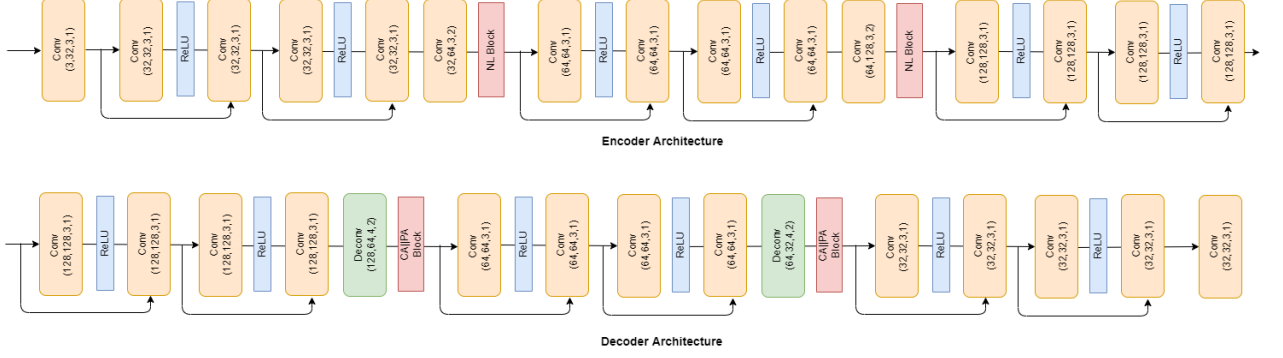 Conv
(3,32,3,1)
Conv
(32,32,3,1)
ReLU
Conv
(32,32,3,1)
Conv
(32,32,3,1)
ReLU
Conv
(32,32,3,1)
Conv
(32,64,3,2)
NL Block
Conv
(64,64,3,1)
ReLU
Conv
(64,64,3,1)
Conv
(64,64,3,1)
ReLU
Conv
(64,64,3,1)
Conv
(64,128,3,2)
NL Block
Conv
(128,128,3,1)
ReLU
Conv
(128,128,3,1)
Conv
(128,128,3,1)
ReLU
Conv
(128,128,3,1)
Encoder Architecture
Conv
(128,128,3,1)
ReLU
Conv
(128,128,3,1)
Conv
(128,128,3,1)
ReLU
Conv
(128,128,3,1)
Deconv
(128,64,4,2)
CA||PA
Block
Conv
(64,64,3,1)
ReLU
Conv
(64,64,3,1)
Conv
(64,64,3,1)
ReLU
Conv
(64,64,3,1)
Deconv
(64,32,4,2)
CA||PA
Block
Conv
(32,32,3,1)
ReLU
Conv
(32,32,3,1)
Conv
(32,32,3,1)
ReLU
Conv
(32,32,3,1)
Conv
(32,32,3,1)
Decoder Architecture